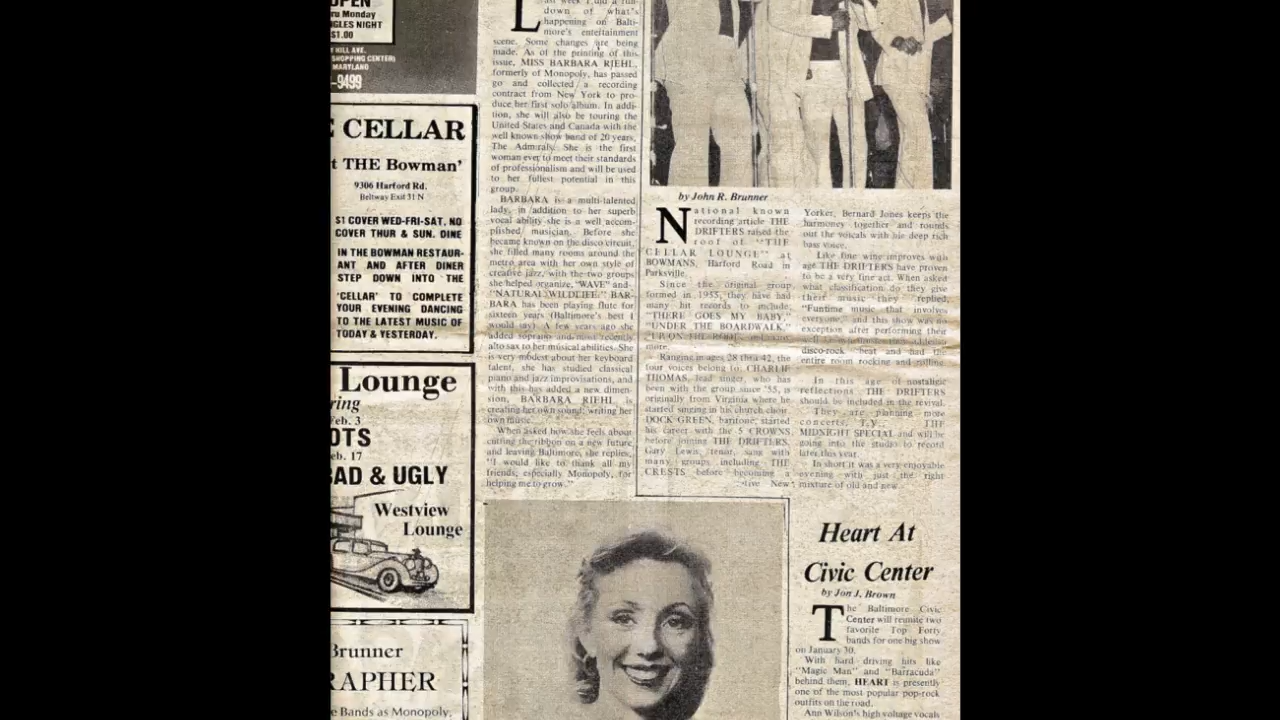 OPEN
ru Monday
GLES NIGHT
$1.00
HILL AVE.
SHOPPING CENTER)
MARYLAND
-9499
CELLAR
t THE Bowman'
9306 Harford Rd.
Beltway Exit 31 N
$1 COVER WED-FRI-SAT. NO
COVER THUR & SUN. DINE
IN THE BOWMAN RESTAUR-
ANT AND AFTER DINER
STEP DOWN INTO THE
'CELLAR' TO COMPLETE
YOUR EVENING DANCING
TO THE LATEST MUSIC OF
TODAY & YESTERDAY.
Lounge
ring
Feb. 3
OTS
eb. 17
BAD & UGLY
Westview
Lounge
Brunner
RAPHER
e Bands as Monopoly,
Last week I did a run-
down of what's
happening on Balti-
more's entertainment
scene. Some changes are being
made. As of the printing of this
issue, MISS BARBARA RIEHL,
formerly of Monopoly, has passed
go and collected a recording
contract from New York to pro-
duce her first solo album. In addi-
tion, she will also be touring the
United States and Canada with the
well known show band of 20 years,
The Admirals. She is the first
woman ever to meet their standards
of professionalism and will be used
to her fullest potential in this
group.
BARBARA is a multi-talented
lady, in addition to her superb
vocal ability she is a well accom-
plished musician. Before she
became known on the disco circuit,
she filled many rooms around the
metro area with her own style of
creative jazz, with the two groups
she helped organize, "WAVE" and
"NATURAL WILDLIFE." BAR-
BARA has been playing flute for
sixteen years (Baltimore's best I
would say). A few years ago she
added soprano and most recently
alto sax to her musical abilities. She
is very modest about her keyboard
talent, she has studied classical
piano and jazz improvisations, and
with this has added a new dimen-
sion, BARBARA RIEHL is
creating her own sound: writing her
own music.
When asked how she feels about
cutting the ribbon on a new future,
and leaving Baltimore, she replies,
"I would like to thank all my
friends, especially Monopoly, for
helping me to grow."
by John R. Brunner
National known
recording article THE
DRIFTERS raised the
roof of "THE
CELLAR LOUNGE" at
BOWMANS, Harford Road in
Parksville.
Since the original group
formed in 1955, they have had
many hit records to include:
"THERE GOES MY BABY,"
"UNDER THE BOARDWALK,"
"UP ON THE ROOF,"
more.
Ranging in ages 28 thru 42, the
four voices belong to: CHARLIE
THOMAS, lead singer, who has
been with the group since '55, is
originally from Virginia where he
started singing in his church choir.
DOCK GREEN, baritone, started
his career with the 5 CROWNS
before joining THE DRIFTERS.
Gary Lewis, tenor, sang with
many groups including THE
CRESTS before becoming a
New
Yorker, Bernard Jones keeps the
harmoney together and rounds
out the vocals with his deep rich
bass voice.
Like fine wine improves with
age THE DRIFTERS have proven
to be a very fine act. When asked
what classification do they give
their music they replied,
"Funtime music that involves
everyone," and this show was no
exception after performing their
disco-rock beat and had the
entire room rocking and rolling.
In this age of nostalgic
reflections THE DRIFTERS
should be included in the revival.
They are planning more
concerts, T.V., THE
MIDNIGHT SPECIAL and will be
going into the studio to record
later this year.
In short it was a very enjoyable
evening with just the right
mixture of old and new.
Heart At
Civic Center
by Jon J. Brown
The Baltimore Civic
Center will reunite two
favorite Top Forty
bands for one big show
on January 30.
With hard driving hits like
"Magic Man" and "Barracuda"
behind them, HEART is presently
one of the most popular pop-rock
outfits on the road.
Ann Wilson's high voltage vocals